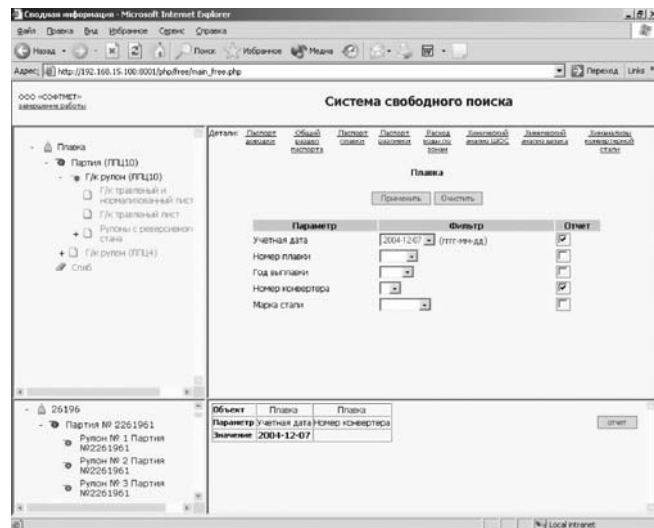 Сводная информация - Microsoft Internet Explorer
Файл Правка Вид Избранное Сервис Справка
Назад Поиск Избранное Медиа
Адрес: http://192.168.15.100:8001/php/free/main_free.php Переход Links »
ООО «СОФТМЕТ»
завершение работы
Система свободного поиска
- Плавка
- Партия (ЛПЦ10)
- Г/к рулон (ЛПЦ10)
Г/к травленый и
нормализованный лист
Г/к травленый лист
+ Рулоны с реверсивного
стана
+ Г/к рулон (ЛПЦ4)
Сляб
Детали: Паспорт Общий Паспорт Паспорт Расход Химический Химический Химанализы
раздел плавки разливки воды по анализ ШОС анализ конвертерной
паспорта зонам стали
Плавка
Применить Очистить
Параметр Фильтр Отчет
Учетная дата 2004-12-07 (гггг-мм-дд)
Номер плавки
Год выплавки
Номер конвертера
Марка стали
- 26196
- Партия № 2261961
Рулон № 1 Партия
№2261961
Рулон № 2 Партия
№2261961
Рулон № 3 Партия
№2261961
Объект Плавка Плавка
Параметр Учетная дата Номер конвертера
Значение 2004-12-07
отчет
Local intranet